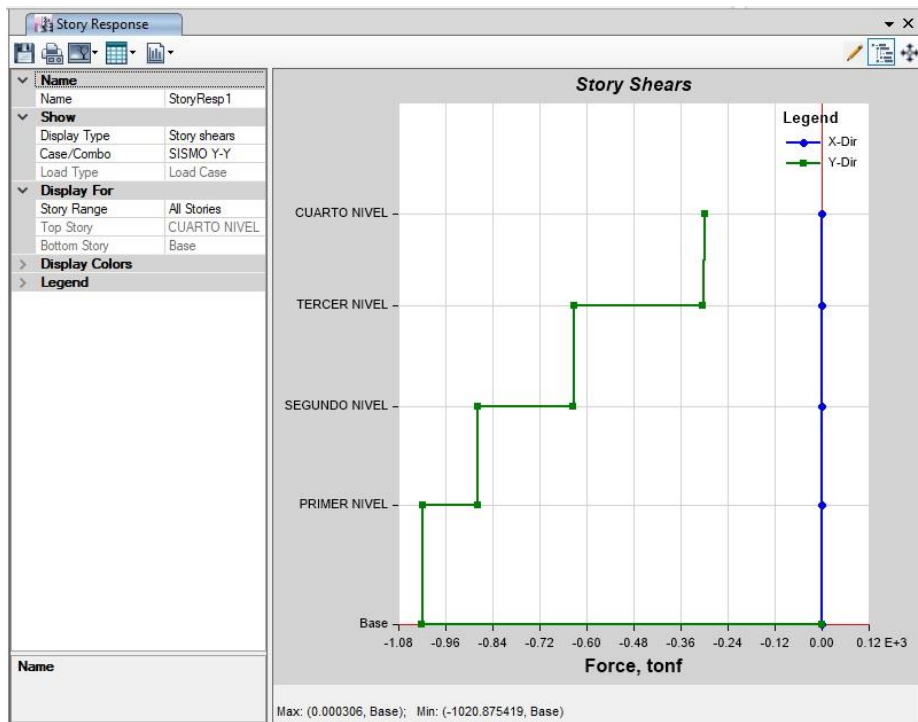 Story Response
Name
Name StoryResp1
Show
Display Type Story shears
Case/Combo SISMO Y-Y
Load Type Load Case
Display For
Story Range All Stories
Top Story CUARTO NIVEL
Bottom Story Base
Display Colors
Legend
Name
Story Shears
Legend
X-Dir
Y-Dir
CUARTO NIVEL
TERCER NIVEL
SEGUNDO NIVEL
PRIMER NIVEL
Base
-1.08 -0.96 -0.84 -0.72 -0.60 -0.48 -0.36 -0.24 -0.12 0.00 0.12 E+3
Force, tonf
Max: (0.000306, Base); Min: (-1020.875419, Base)